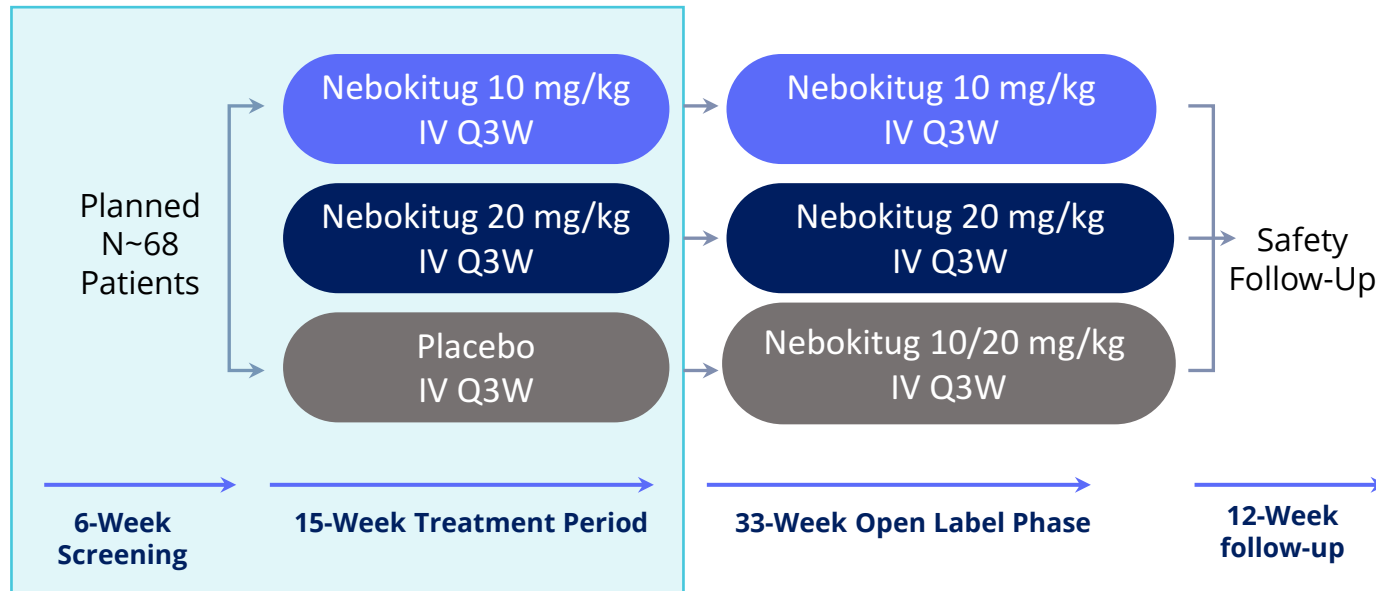 Planned
N~68
Patients
Nebokitug 10 mg/kg
IV Q3W
Nebokitug 20 mg/kg
IV Q3W
Placebo
IV Q3W
Nebokitug 10 mg/kg
IV Q3W
Nebokitug 20 mg/kg
IV Q3W
Nebokitug 10/20 mg/kg
IV Q3W
Safety
Follow-Up
6-Week
Screening
15-Week Treatment Period
33-Week Open Label Phase
12-Week
follow-up